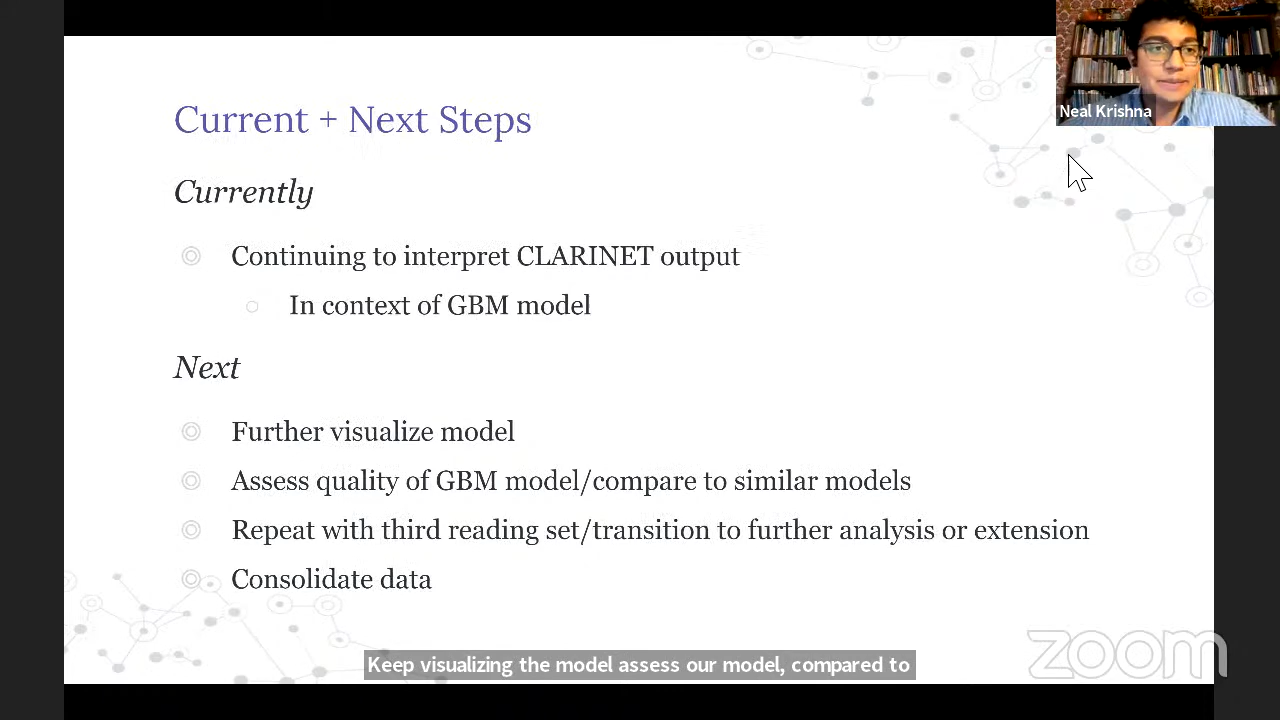 Neal Krishna
Current + Next Steps
Currently
Continuing to interpret CLARINET output
In context of GBM model
Next
Further visualize model
Assess quality of GBM model/compare to similar models
Repeat with third reading set/transition to further analysis or extension
Consolidate data
zoom
Keep visualizing the model assess our model, compared to